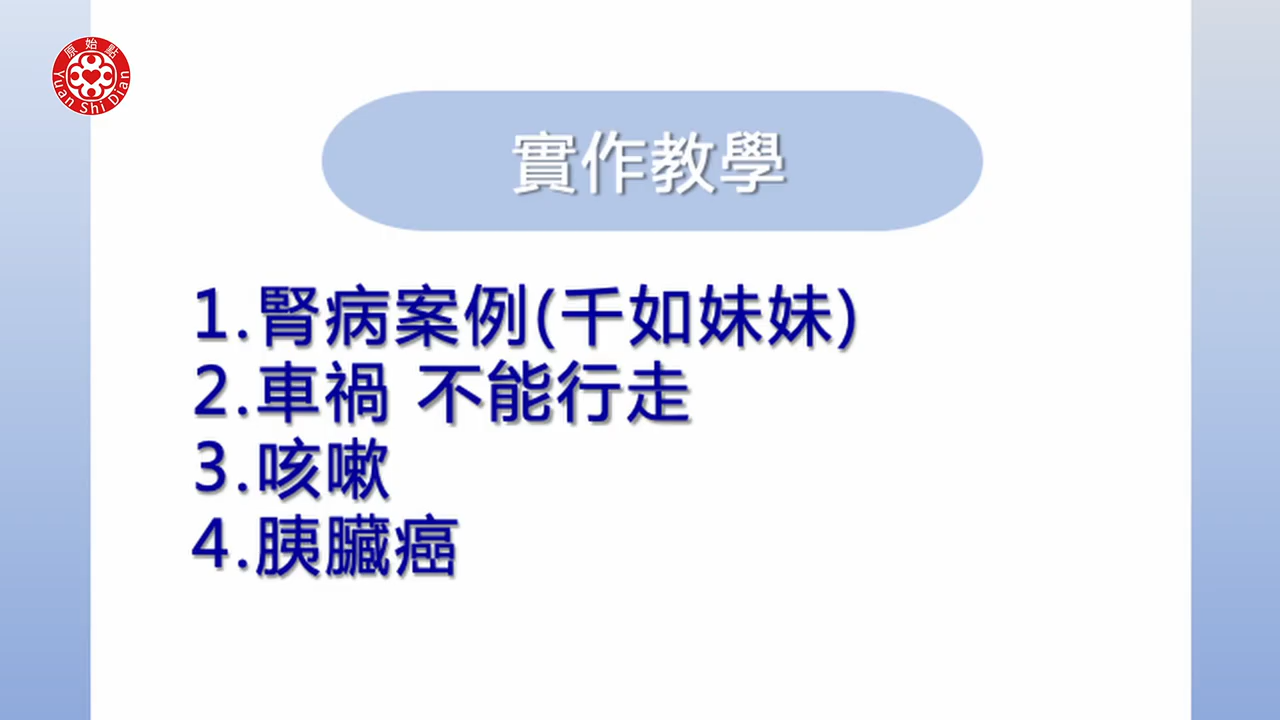 原始點
Yuan Shi Dian
實作教學
1.腎病案例(千如妹妹)
2.車禍 不能行走
3.咳嗽
4.胰臟癌